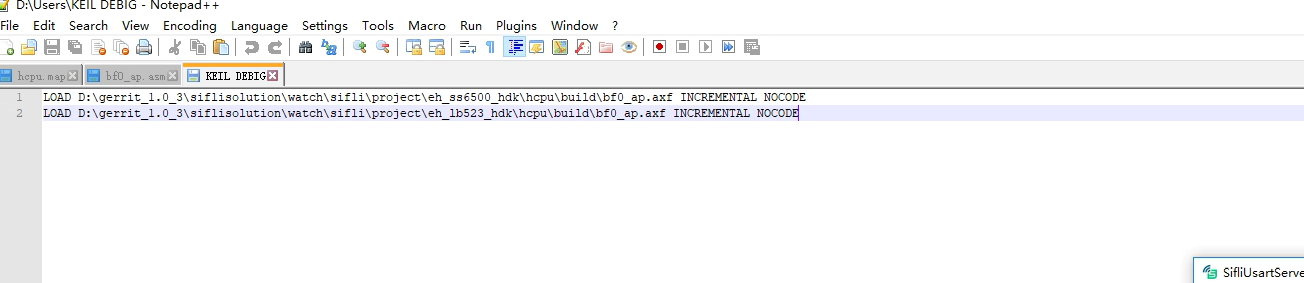 D:\Users\KEIL DEBIG - Notepad++
File Edit Search View Encoding Language Settings Tools Macro Run Plugins Window ?
hcpu.map bf0_ap.asm KEIL DEBIG
1 LOAD D:\gerrit_1.0_3\siflisolution\watch\sifli\project\eh_ss6500_hdk\hcpu\build\bf0_ap.axf INCREMENTAL NOCODE
2 LOAD D:\gerrit_1.0_3\siflisolution\watch\sifli\project\eh_lb523_hdk\hcpu\build\bf0_ap.axf INCREMENTAL NOCODE
SifliUsartServe